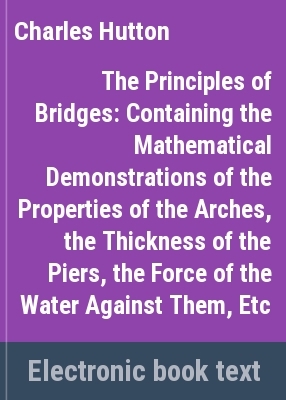 Charles Hutton
The Principles of
Bridges: Containing the
Mathematical
Demonstrations of the
Properties of the Arches,
the Thickness of the
Piers, the Force of the
Water Against Them, Etc
Electronic book text